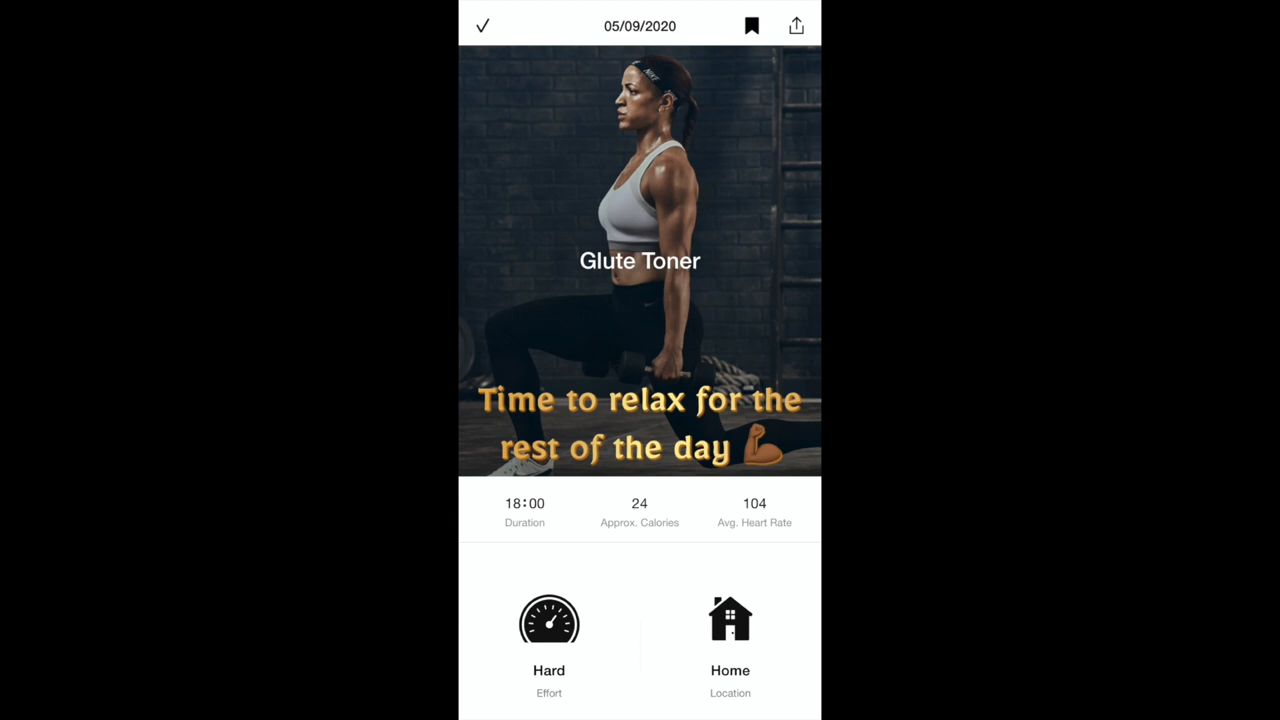 05/09/2020
NIKE
Glute Toner
Time to relax for the
rest of the day 💪🏾
18:00 24 104
Duration Approx. Calories Avg. Heart Rate
Hard Home
Effort Location